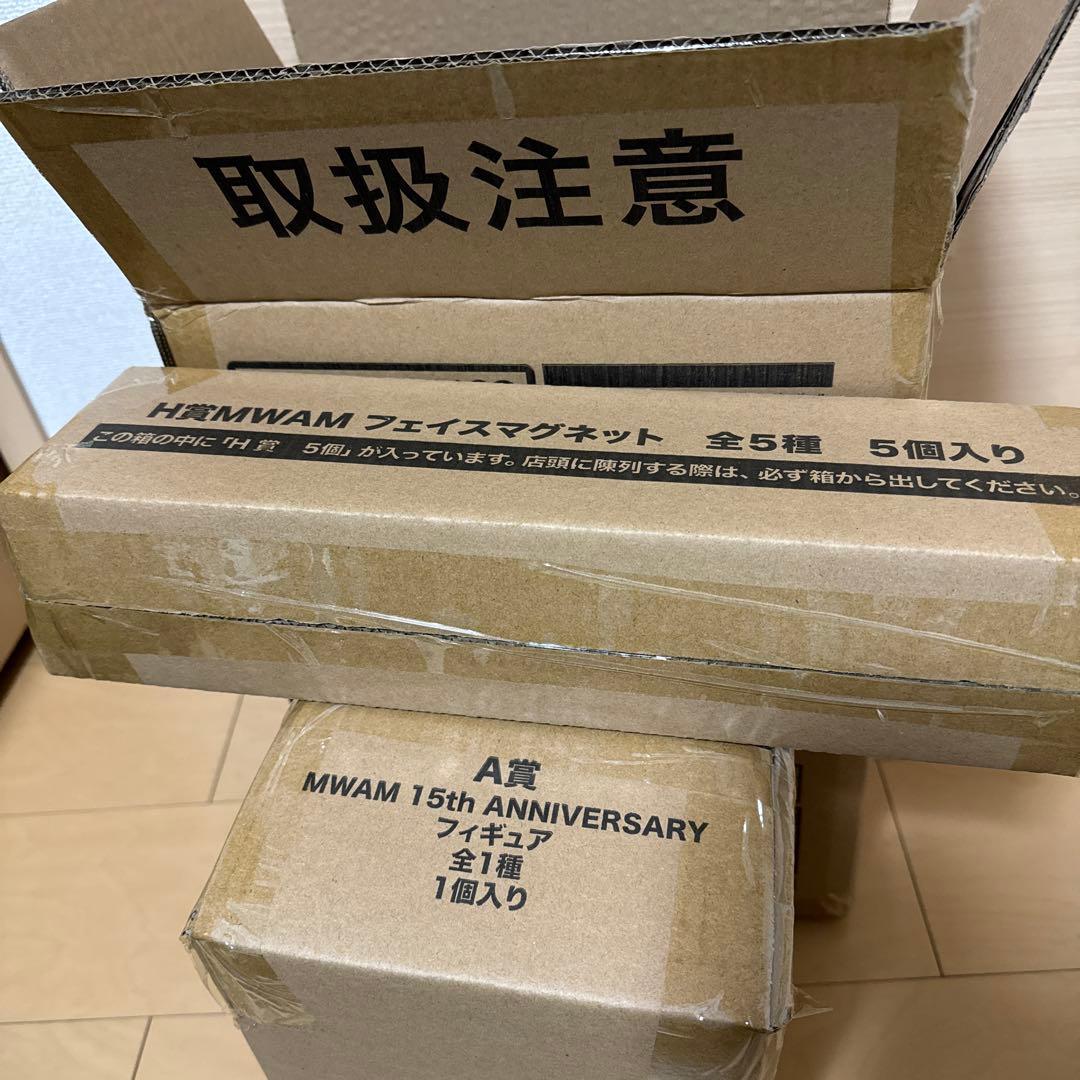 取扱注意
H賞MWAM フェイスマグネット 全5種 5個入り
この箱の中に「H賞 5個」が入っています。店頭に陳列する際は、必ず箱から出してください。
A賞
MWAM 15th ANNIVERSARY
フィギュア
全1種
1個入り